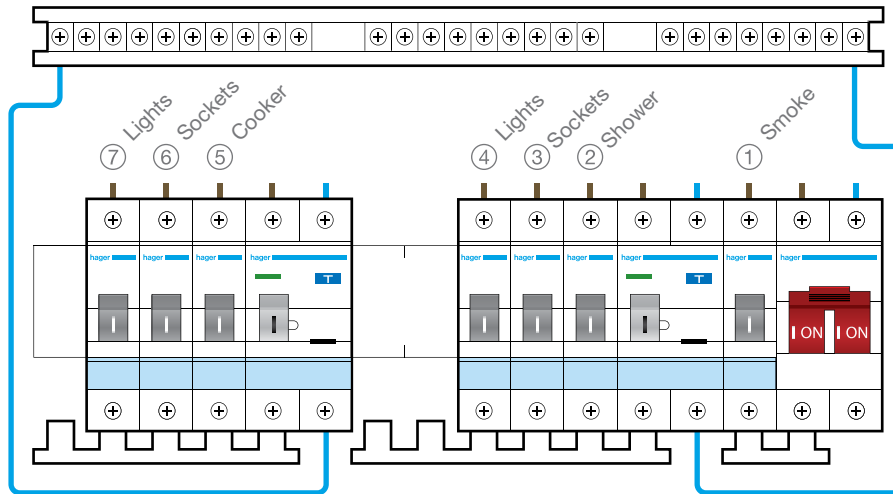 7 Lights
6 Sockets
5 Cooker
4 Lights
3 Sockets
2 Shower
1 Smoke
hager
hager
hager
hager
hager
hager
hager
hager
hager
hager
T
T
I ON
I ON